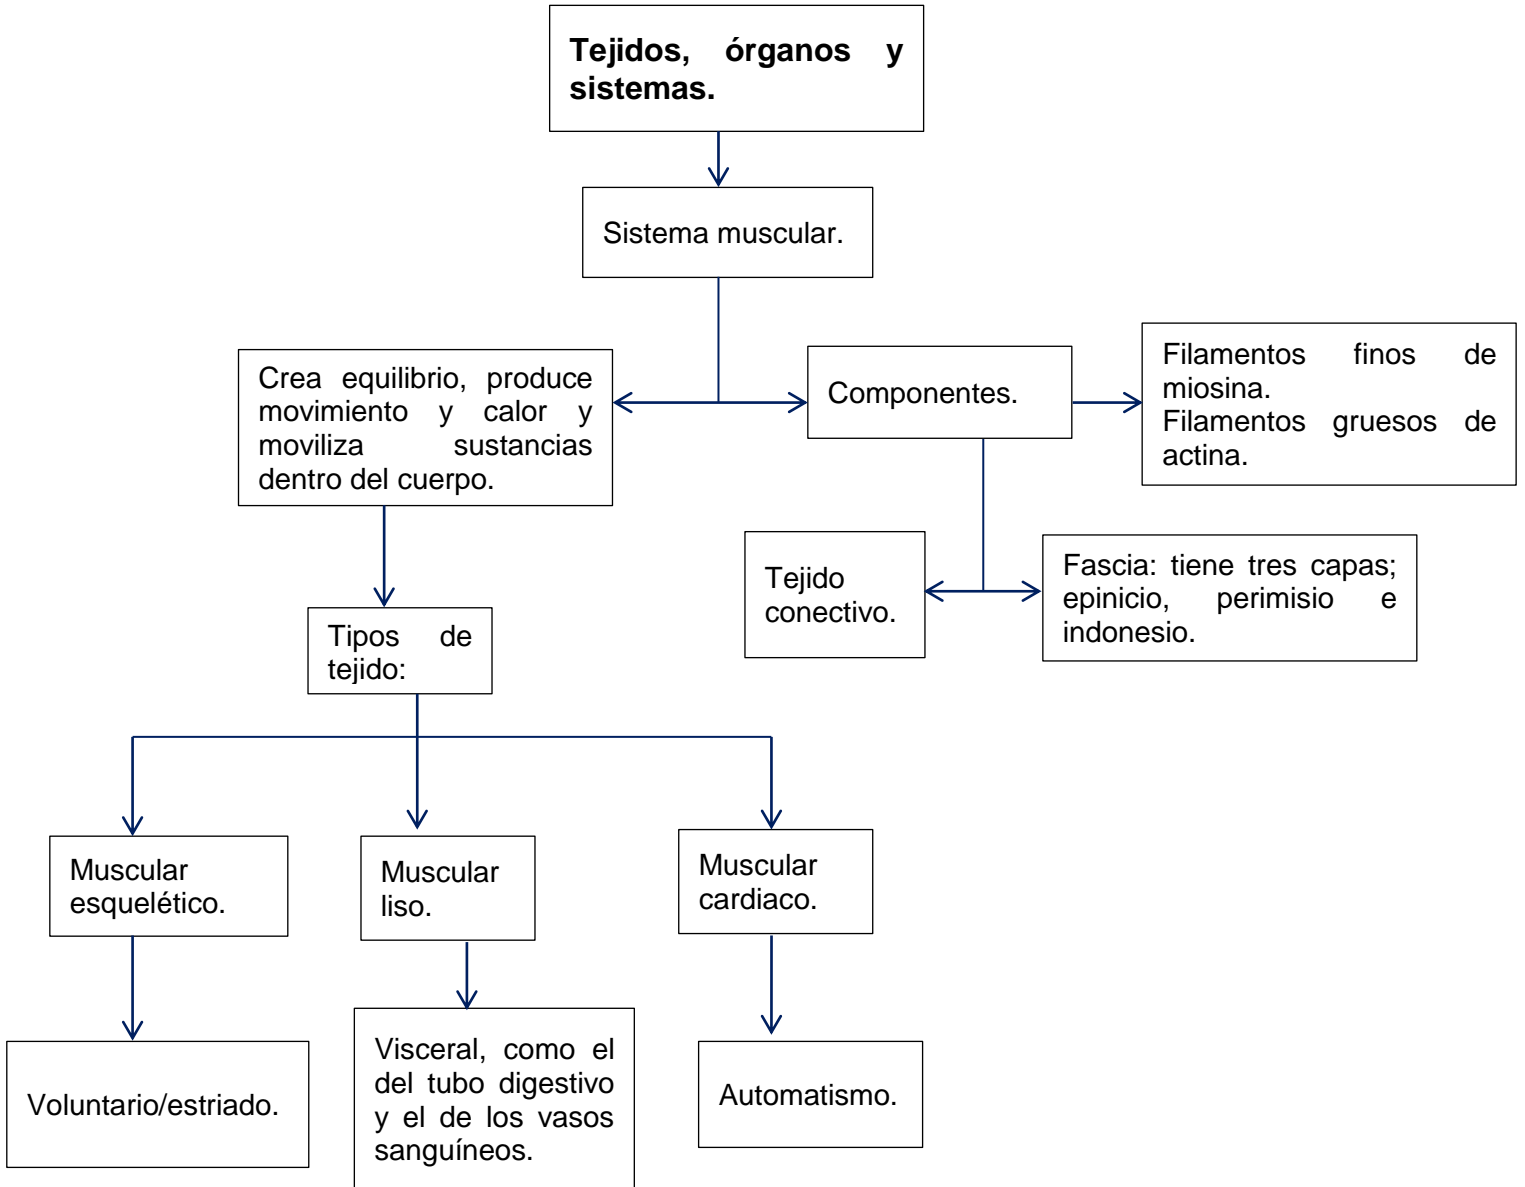 Tejidos, órganos y
sistemas.
Sistema muscular.
Crea equilibrio, produce
movimiento y calor y
moviliza sustancias
dentro del cuerpo.
Componentes.
Filamentos finos de
miosina.
Filamentos gruesos de
actina.
Tejido
conectivo.
Fascia: tiene tres capas;
epinicio, perimisio e
indonesio.
Tipos de
tejido:
Muscular
esquelético.
Muscular
liso.
Muscular
cardiaco.
Voluntario/estriado.
Visceral, como el
del tubo digestivo
y el de los vasos
sanguíneos.
Automatismo.